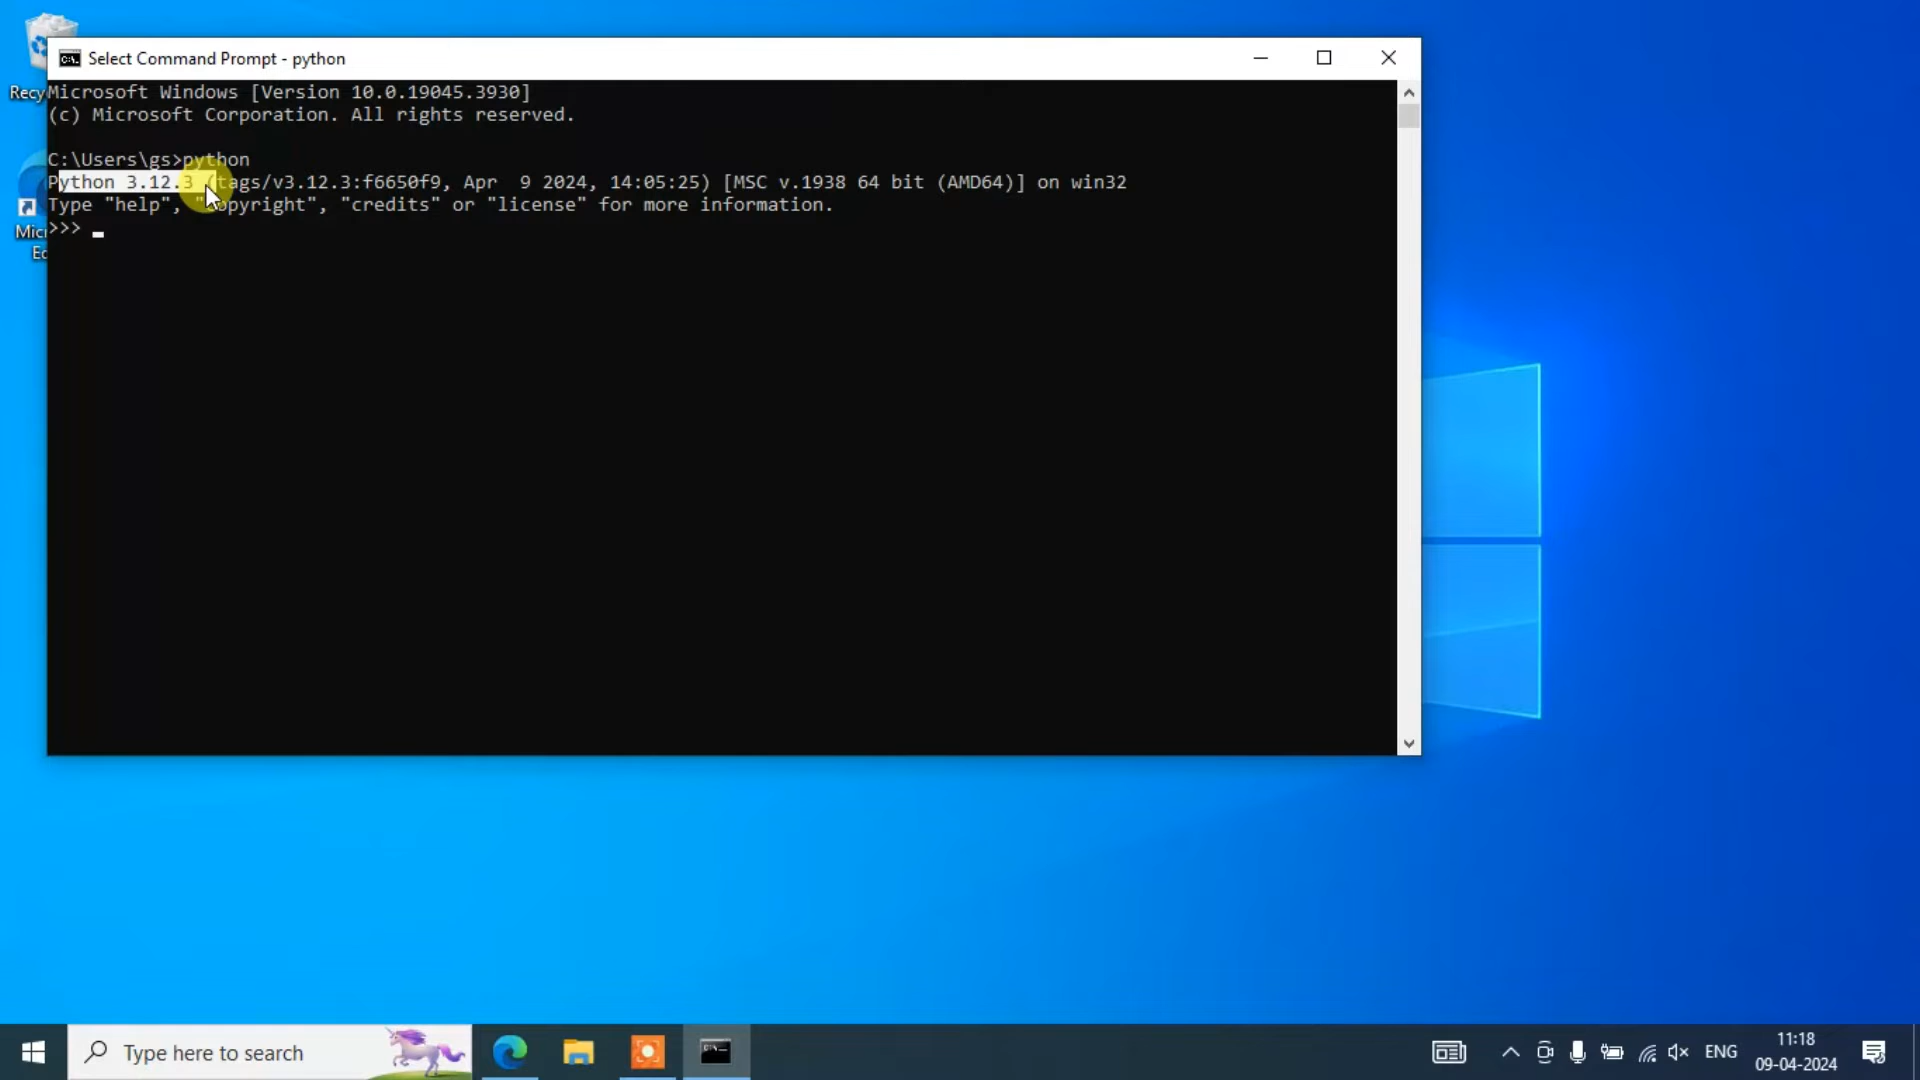 Select Command Prompt - python
Microsoft Windows [Version 10.0.19045.3930]
(c) Microsoft Corporation. All rights reserved.
C:\Users\gs>python
Python 3.12.3 (tags/v3.12.3:f6650f9, Apr  9 2024, 14:05:25) [MSC v.1938 64 bit (AMD64)] on win32
Type "help", "copyright", "credits" or "license" for more information.
>>>
Recy
Micr
Ed
Type here to search
ENG
11:18
09-04-2024